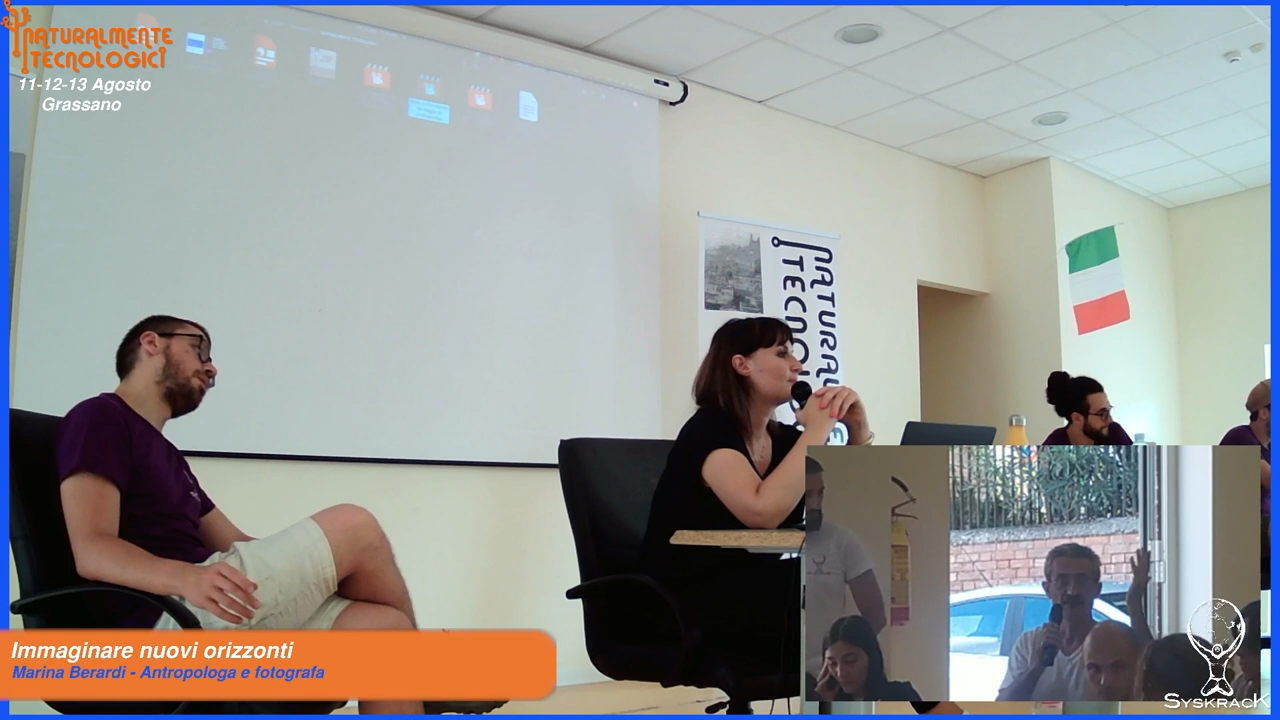 NATURALMENTE
TECNOLOGICI
11-12-13 Agosto
Grassano
Immaginare nuovi orizzonti
Marina Berardi - Antropologa e fotografa
SYSKRACK